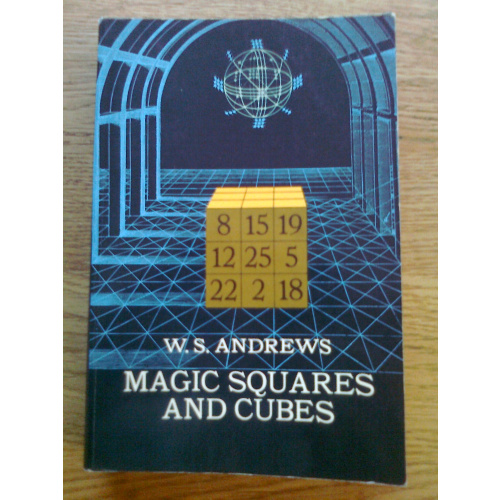 8 15 19
12 25 5
22 2 18
W. S. ANDREWS
MAGIC SQUARES
AND CUBES